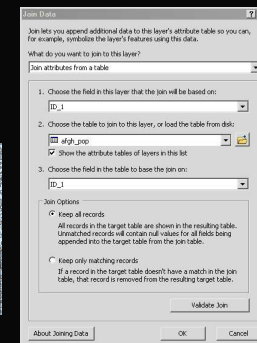 Join Data
Join lets you append additional data to this layer's attribute table so you can,
for example, symbolize the layer's features using this data.
What do you want to join to this layer?
Join attributes from a table
1. Choose the field in this layer that the join will be based on:
ID_1
2. Choose the table to join to this layer, or load the table from disk:
afgh_pop
Show the attribute tables of layers in this list
3. Choose the field in the table to base the join on:
ID_1
Join Options
Keep all records
All records in the target table are shown in the resulting table.
Unmatched records will contain null values for all fields being
appended into the target table from the join table.
Keep only matching records
If a record in the target table doesn't have a match in the join
table, that record is removed from the resulting target table.
Validate Join
About Joining Data
OK
Cancel